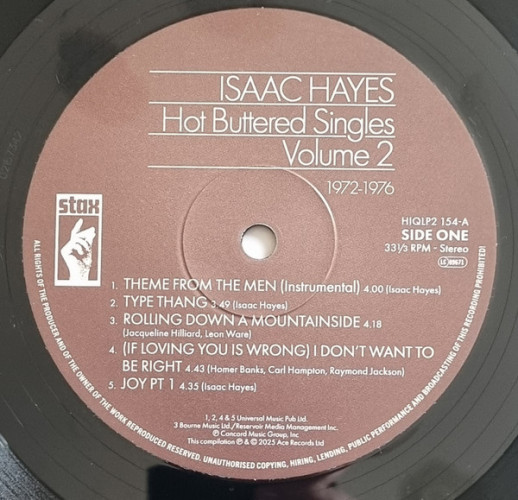 ISAAC HAYES
Hot Buttered Singles
Volume 2
1972-1976
stax
HIQLP2 154-A
SIDE ONE
33⅓ RPM - Stereo
LC 09671
1. THEME FROM THE MEN (Instrumental) 4.00 (Isaac Hayes)
2. TYPE THANG 3.49 (Isaac Hayes)
3. ROLLING DOWN A MOUNTAINSIDE 4.18
(Jacqueline Hilliard, Leon Ware)
4. (IF LOVING YOU IS WRONG) I DON'T WANT TO
BE RIGHT 4.43 (Homer Banks, Carl Hampton, Raymond Jackson)
5. JOY PT 1 4.35 (Isaac Hayes)
1, 2, 4 & 5 Universal Music Pub Ltd.
3 Bourne Music Ltd/Reservoir Media Management Inc.
℗ Concord Music Group, Inc
This compilation ℗ & © 2025 Ace Records Ltd
ALL RIGHTS OF THE PRODUCER AND OF THE OWNER OF THE WORK REPRODUCED RESERVED. UNAUTHORISED COPYING, HIRING, LENDING, PUBLIC PERFORMANCE AND BROADCASTING OF THIS RECORDING PROHIBITED!